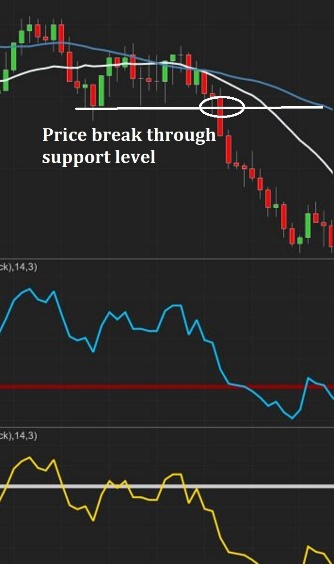 Price break through
support level
ck),14,3)
ck),14,3)